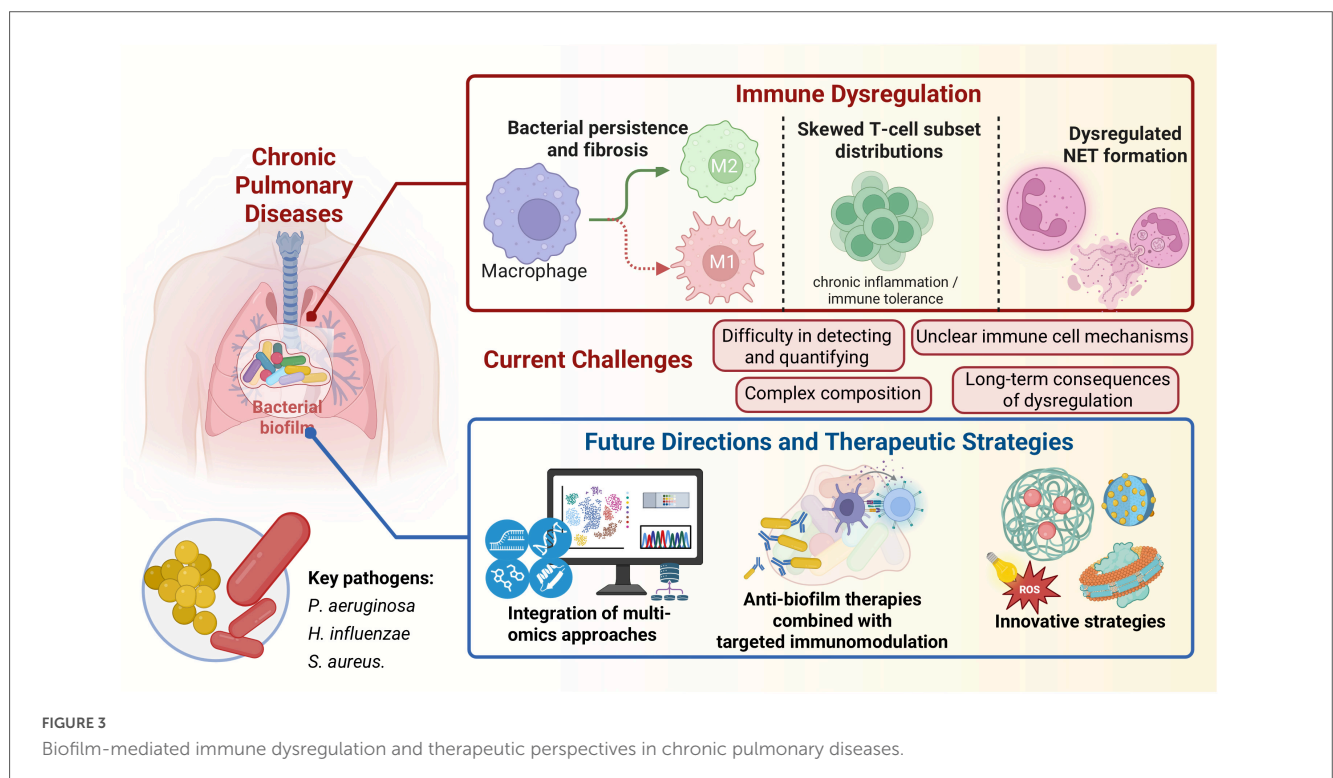 Chronic
Pulmonary
Diseases
Bacterial
biofilm
Key pathogens:
P. aeruginosa
H. influenzae
S. aureus.
Immune Dysregulation
Bacterial persistence
and fibrosis
Macrophage
M2
M1
Skewed T-cell subset
distributions
chronic inflammation /
immune tolerance
Dysregulated
NET formation
Current Challenges
Difficulty in detecting
and quantifying
Unclear immune cell mechanisms
Complex composition
Long-term consequences
of dysregulation
Future Directions and Therapeutic Strategies
Integration of multi-
omics approaches
Anti-biofilm therapies
combined with
targeted immunomodulation
ROS
Innovative strategies
FIGURE 3
Biofilm-mediated immune dysregulation and therapeutic perspectives in chronic pulmonary diseases.